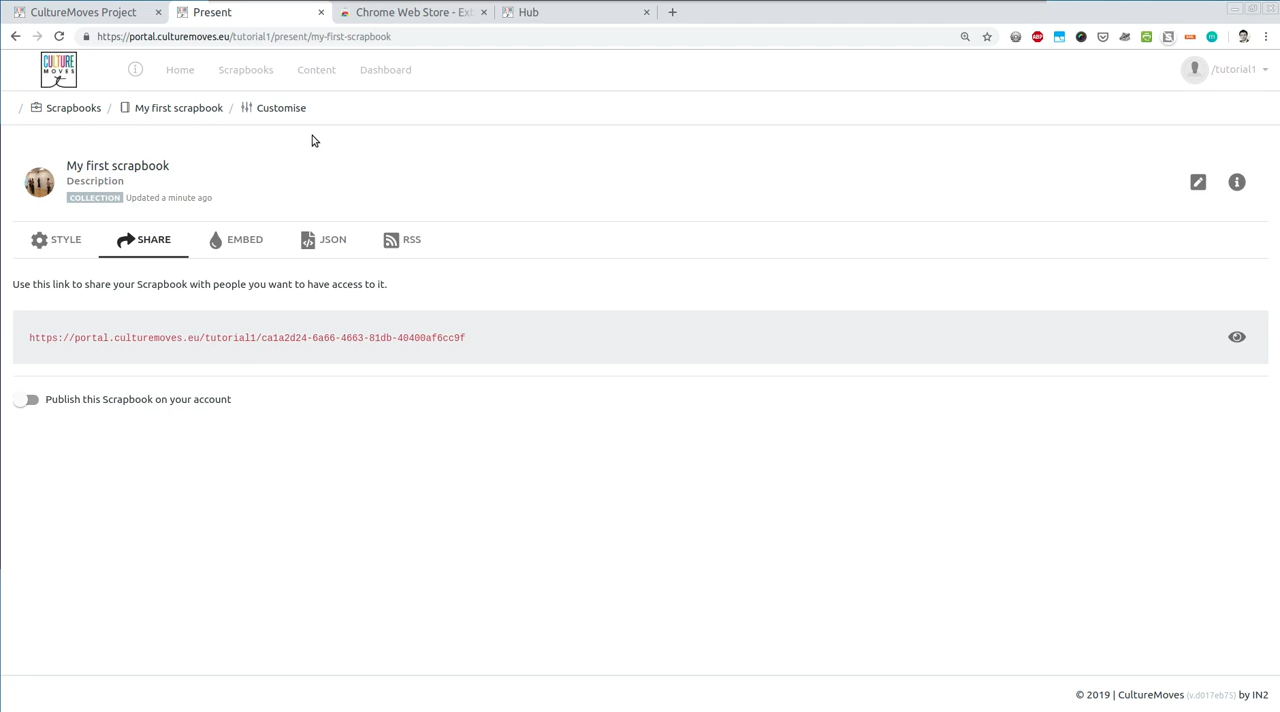 CultureMoves Project
Present
Chrome Web Store - Ext
Hub
https://portal.culturemoves.eu/tutorial1/present/my-first-scrapbook
CULTURE
MOVES
Home
Scrapbooks
Content
Dashboard
/tutorial1
/ Scrapbooks / My first scrapbook / Customise
My first scrapbook
Description
COLLECTION Updated a minute ago
STYLE
SHARE
EMBED
JSON
RSS
Use this link to share your Scrapbook with people you want to have access to it.
https://portal.culturemoves.eu/tutorial1/ca1a2d24-6a66-4663-81db-40400af6cc9f
Publish this Scrapbook on your account
© 2019 | CultureMoves (v.d017eb75) by IN2